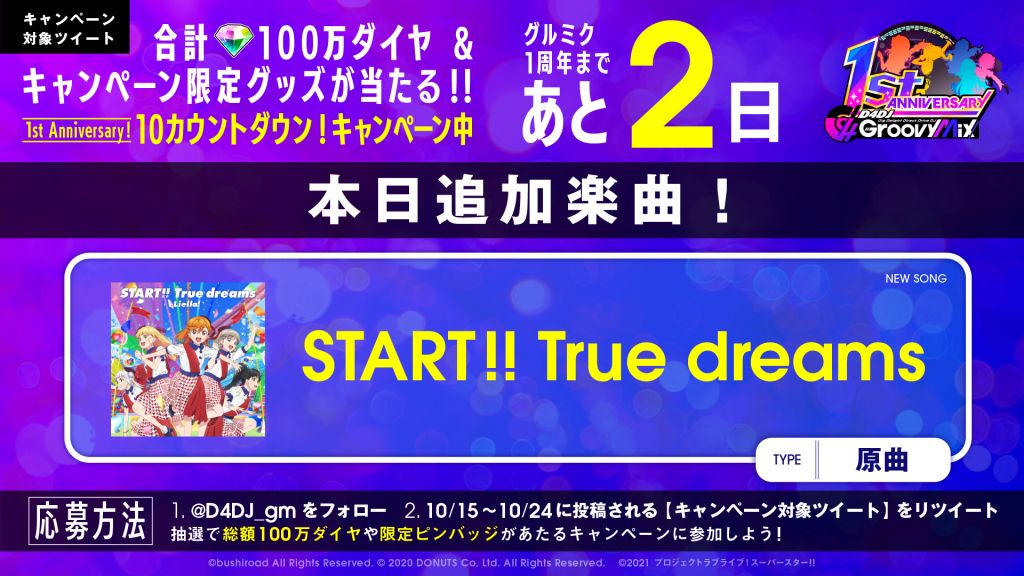 キャンペーン
対象ツイート
合計 100万ダイヤ &
キャンペーン限定グッズが当たる!!
1st Anniversary! 10カウントダウン!キャンペーン中
グルミク
1周年まで
あと2日
1st
ANNIVERSARY
D4DJ
Dig Delight Direct Drive DJ
Groovy Mix
本日追加楽曲!
NEW SONG
START!! True dreams
Liella!
START!! True dreams
TYPE 原曲
応募方法
1. @D4DJ_gm をフォロー 2. 10/15~10/24に投稿される【キャンペーン対象ツイート】をリツイート
抽選で総額100万ダイヤや限定ピンバッジがあたるキャンペーンに参加しよう!
©bushiroad All Rights Reserved. © 2020 DONUTS Co. Ltd. All Rights Reserved. ©2021 プロジェクトラブライブ!スーパースター!!